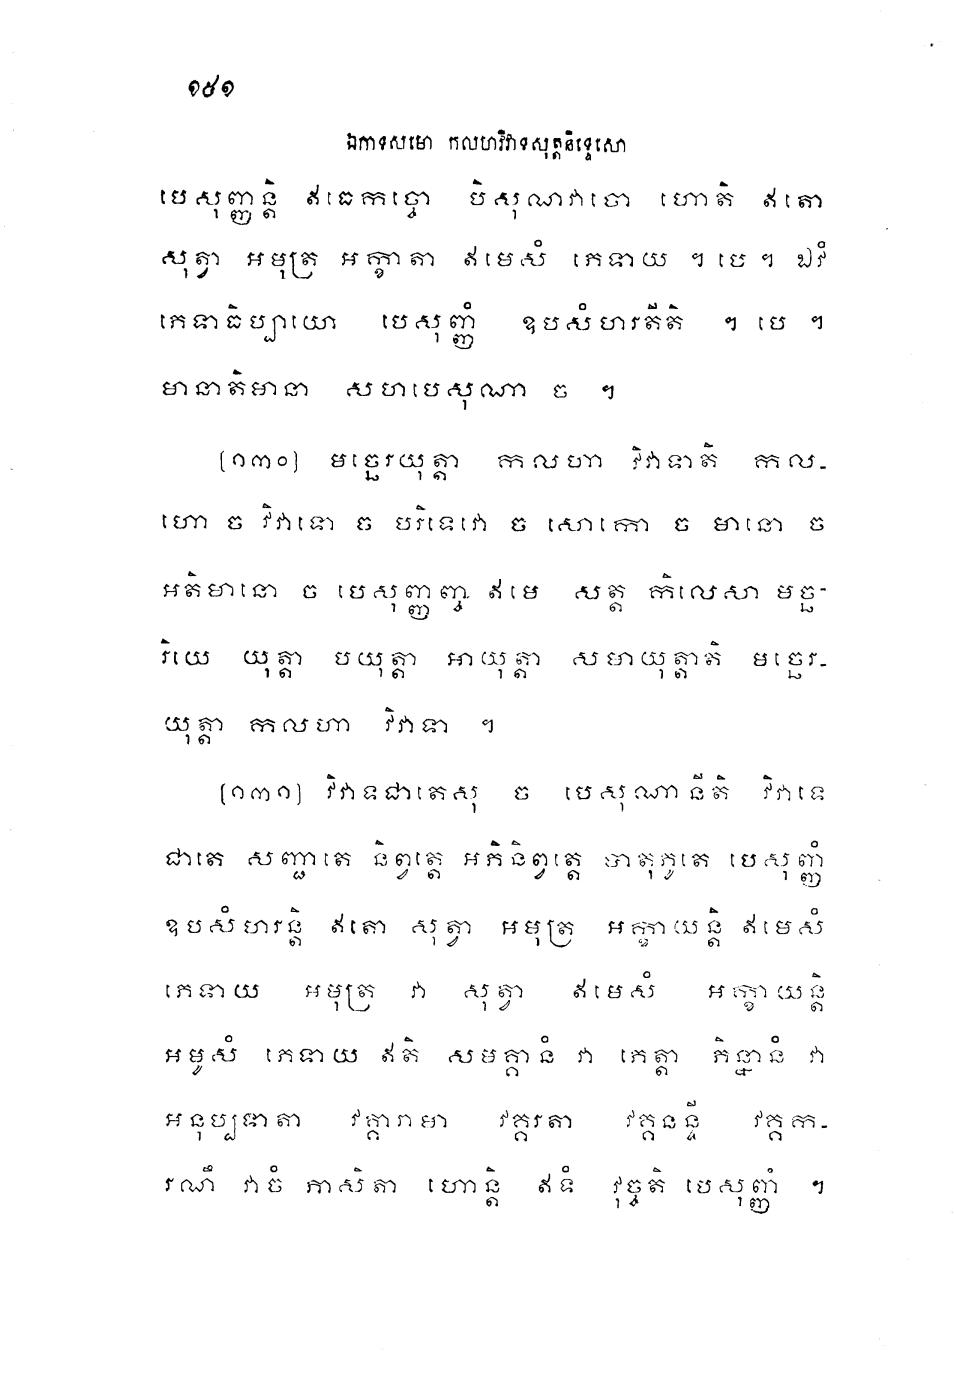 ១៥១
ឯកាទសមោ កលហវិវាទសុត្តនិទ្ទេសោ
បេសុញ្ញន្តិ ឥធេកច្ចោ បិសុណវាចោ ហោតិ ឥតោ
សុត្វា អមុត្រ អក្ខាតា ឥមេសំ ភេទាយ ។ បេ ។ ឯវំ
ភេទាធិប្បាយោ បេសុញ្ញំ ឧបសំហរតីតិ ។ បេ ។
មានាតិមានា សហបេសុណា ច ។
(១៣០) មច្ឆេរយុត្តា កលហា វិវាទាតិ កល-
ហោ ច វិវាទោ ច បរិទេវោ ច សោកោ ច មានោ ច
អតិមានោ ច បេសុញ្ញញ្ច ឥមេ សត្ត កិលេសា មច្ឆ-
រិយេ យុត្តា បយុត្តា អាយុត្តា សមាយុត្តាតិ មច្ឆេរ-
យុត្តា កលហា វិវាទា ។
(១៣១) វិវាទជាតេសុ ច បេសុណានីតិ វិវាទេ
ជាតេ សញ្ជាតេ និព្វត្តេ អភិនិព្វត្តេ បាតុភូតេ បេសុញ្ញំ
ឧបសំហរន្តិ ឥតោ សុត្វា អមុត្រ អក្ខាយន្តិ ឥមេសំ
ភេទាយ អមុត្រ វា សុត្វា ឥមេសំ អក្ខាយន្តិ
អមូសំ ភេទាយ ឥតិ សមគ្គានំ វា ភេត្តា ភិន្នានំ វា
អនុប្បទាតា វគ្គារាមា វគ្គរតា វគ្គនន្ទី វគ្គក-
រណឹ វាចំ ភាសិតា ហោន្តិ ឥទំ វុច្ចតិ បេសុញ្ញំ ។